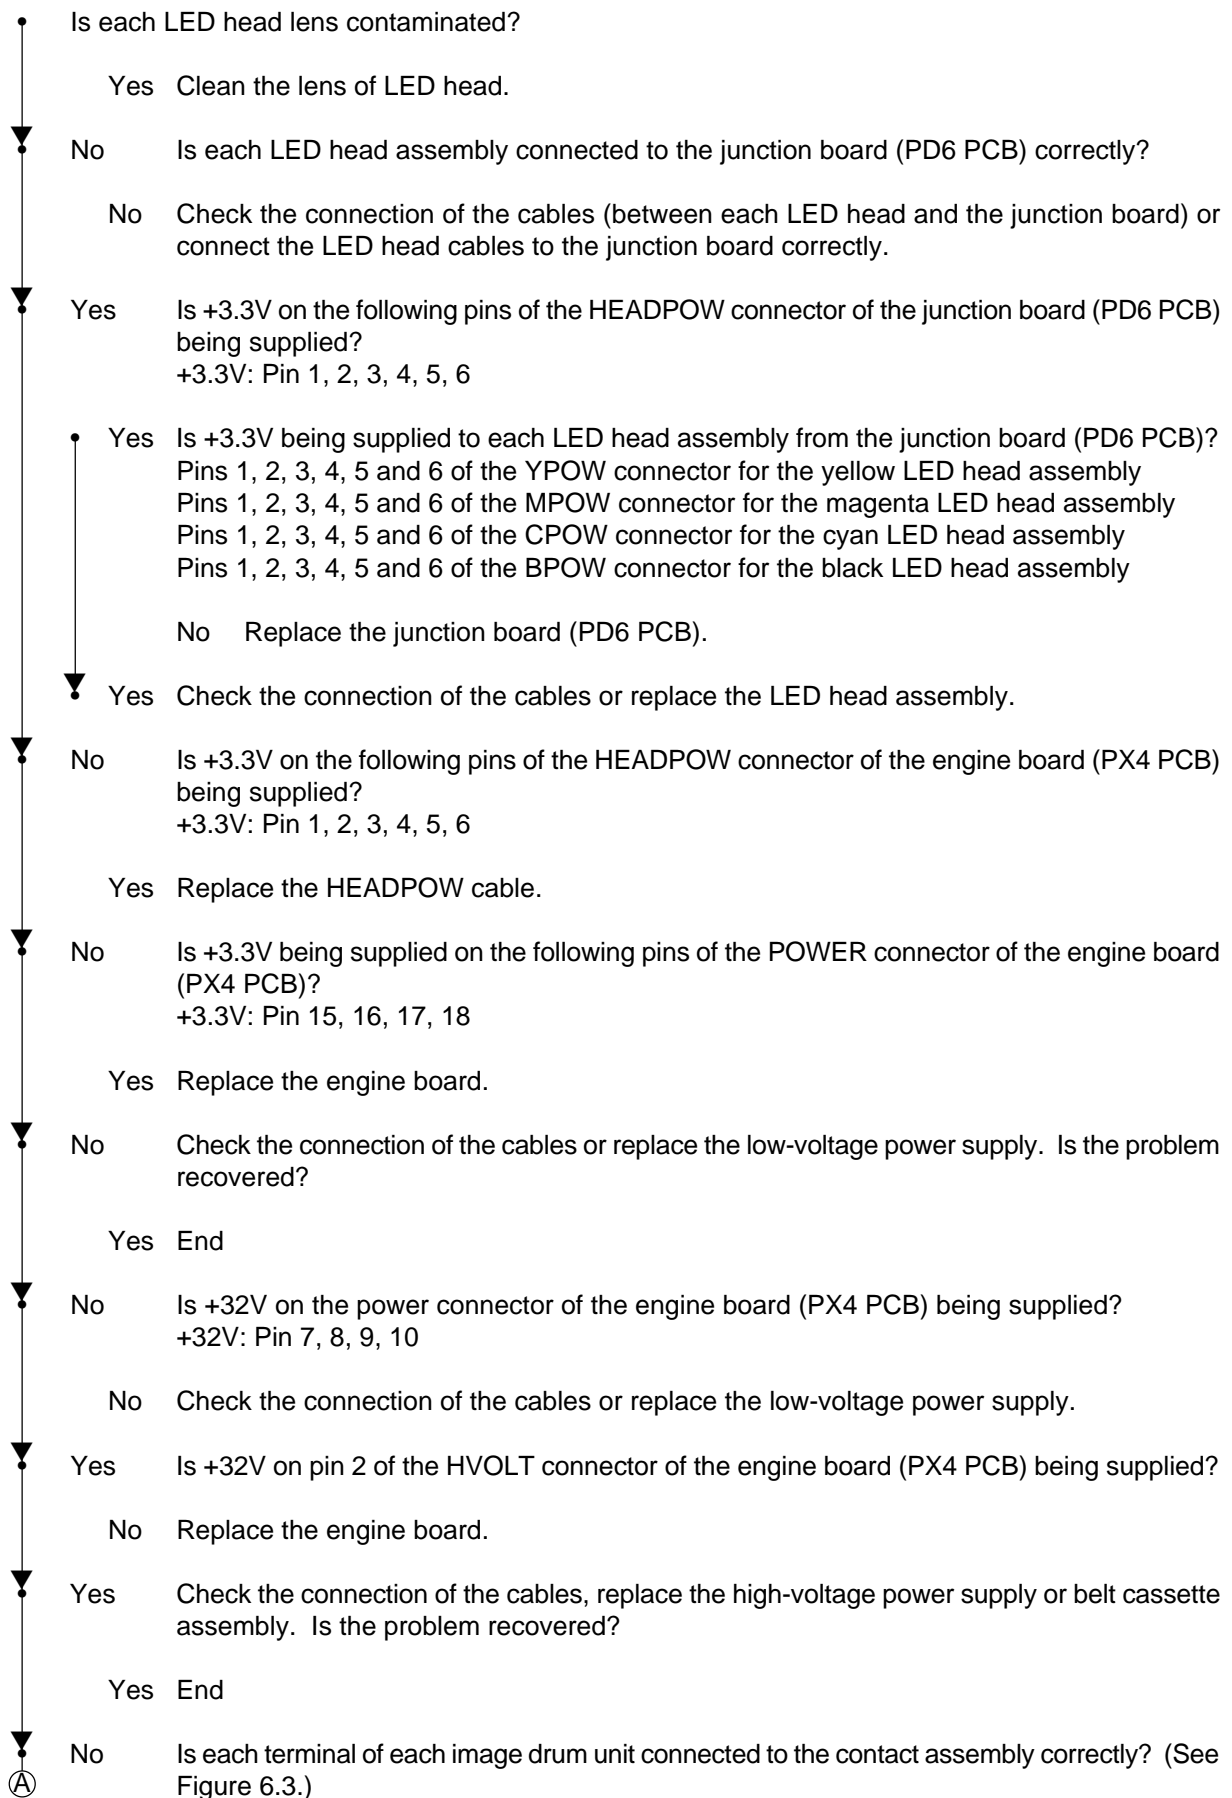 Is each LED head lens contaminated?
Yes Clean the lens of LED head.
No Is each LED head assembly connected to the junction board (PD6 PCB) correctly?
No Check the connection of the cables (between each LED head and the junction board) or
connect the LED head cables to the junction board correctly.
Yes Is +3.3V on the following pins of the HEADPOW connector of the junction board (PD6 PCB)
being supplied?
+3.3V: Pin 1, 2, 3, 4, 5, 6
Yes Is +3.3V being supplied to each LED head assembly from the junction board (PD6 PCB)?
Pins 1, 2, 3, 4, 5 and 6 of the YPOW connector for the yellow LED head assembly
Pins 1, 2, 3, 4, 5 and 6 of the MPOW connector for the magenta LED head assembly
Pins 1, 2, 3, 4, 5 and 6 of the CPOW connector for the cyan LED head assembly
Pins 1, 2, 3, 4, 5 and 6 of the BPOW connector for the black LED head assembly
No Replace the junction board (PD6 PCB).
Yes Check the connection of the cables or replace the LED head assembly.
No Is +3.3V on the following pins of the HEADPOW connector of the engine board (PX4 PCB)
being supplied?
+3.3V: Pin 1, 2, 3, 4, 5, 6
Yes Replace the HEADPOW cable.
No Is +3.3V being supplied on the following pins of the POWER connector of the engine board
(PX4 PCB)?
+3.3V: Pin 15, 16, 17, 18
Yes Replace the engine board.
No Check the connection of the cables or replace the low-voltage power supply. Is the problem
recovered?
Yes End
No Is +32V on the power connector of the engine board (PX4 PCB) being supplied?
+32V: Pin 7, 8, 9, 10
No Check the connection of the cables or replace the low-voltage power supply.
Yes Is +32V on pin 2 of the HVOLT connector of the engine board (PX4 PCB) being supplied?
No Replace the engine board.
Yes Check the connection of the cables, replace the high-voltage power supply or belt cassette
assembly. Is the problem recovered?
Yes End
No Is each terminal of each image drum unit connected to the contact assembly correctly? (See
A Figure 6.3.)